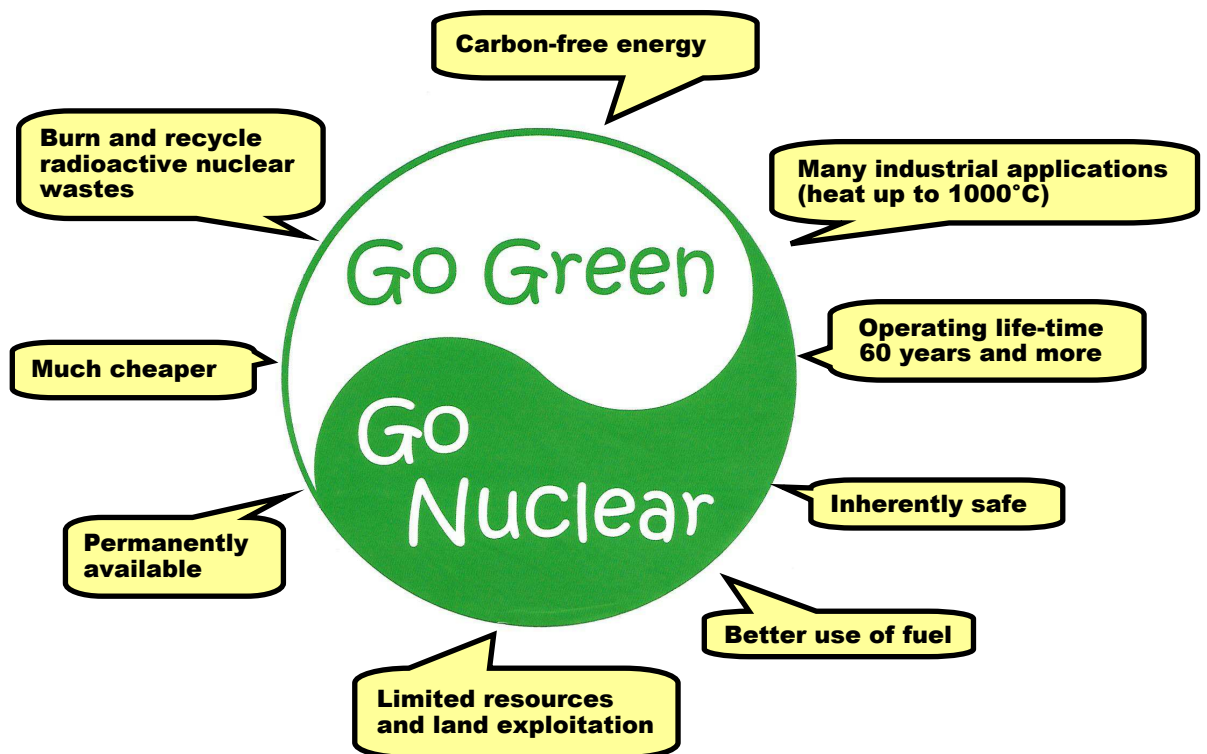 Carbon-free energy
Burn and recycle
radioactive nuclear
wastes
Many industrial applications
(heat up to 1000°C)
Go Green
Operating life-time
60 years and more
Much cheaper
Go
Nuclear
Inherently safe
Permanently
available
Better use of fuel
Limited resources
and land exploitation